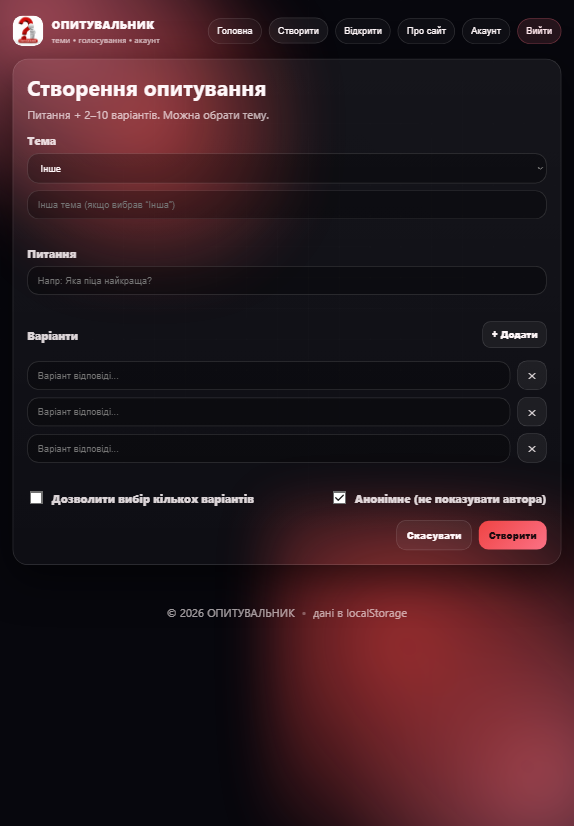 ОПИТУВАЛЬНИК
теми • голосування • акаунт
Головна
Створити
Відкрити
Про сайт
Акаунт
Вийти
Створення опитування
Питання + 2–10 варіантів. Можна обрати тему.
Тема
Інше
Інша тема (якщо вибрав "Інша")
Питання
Напр: Яка піца найкраща?
Варіанти
+ Додати
Варіант відповіді...
×
Варіант відповіді...
×
Варіант відповіді...
×
Дозволити вибір кількох варіантів
Анонімне (не показувати автора)
Скасувати
Створити
© 2026 ОПИТУВАЛЬНИК • дані в localStorage